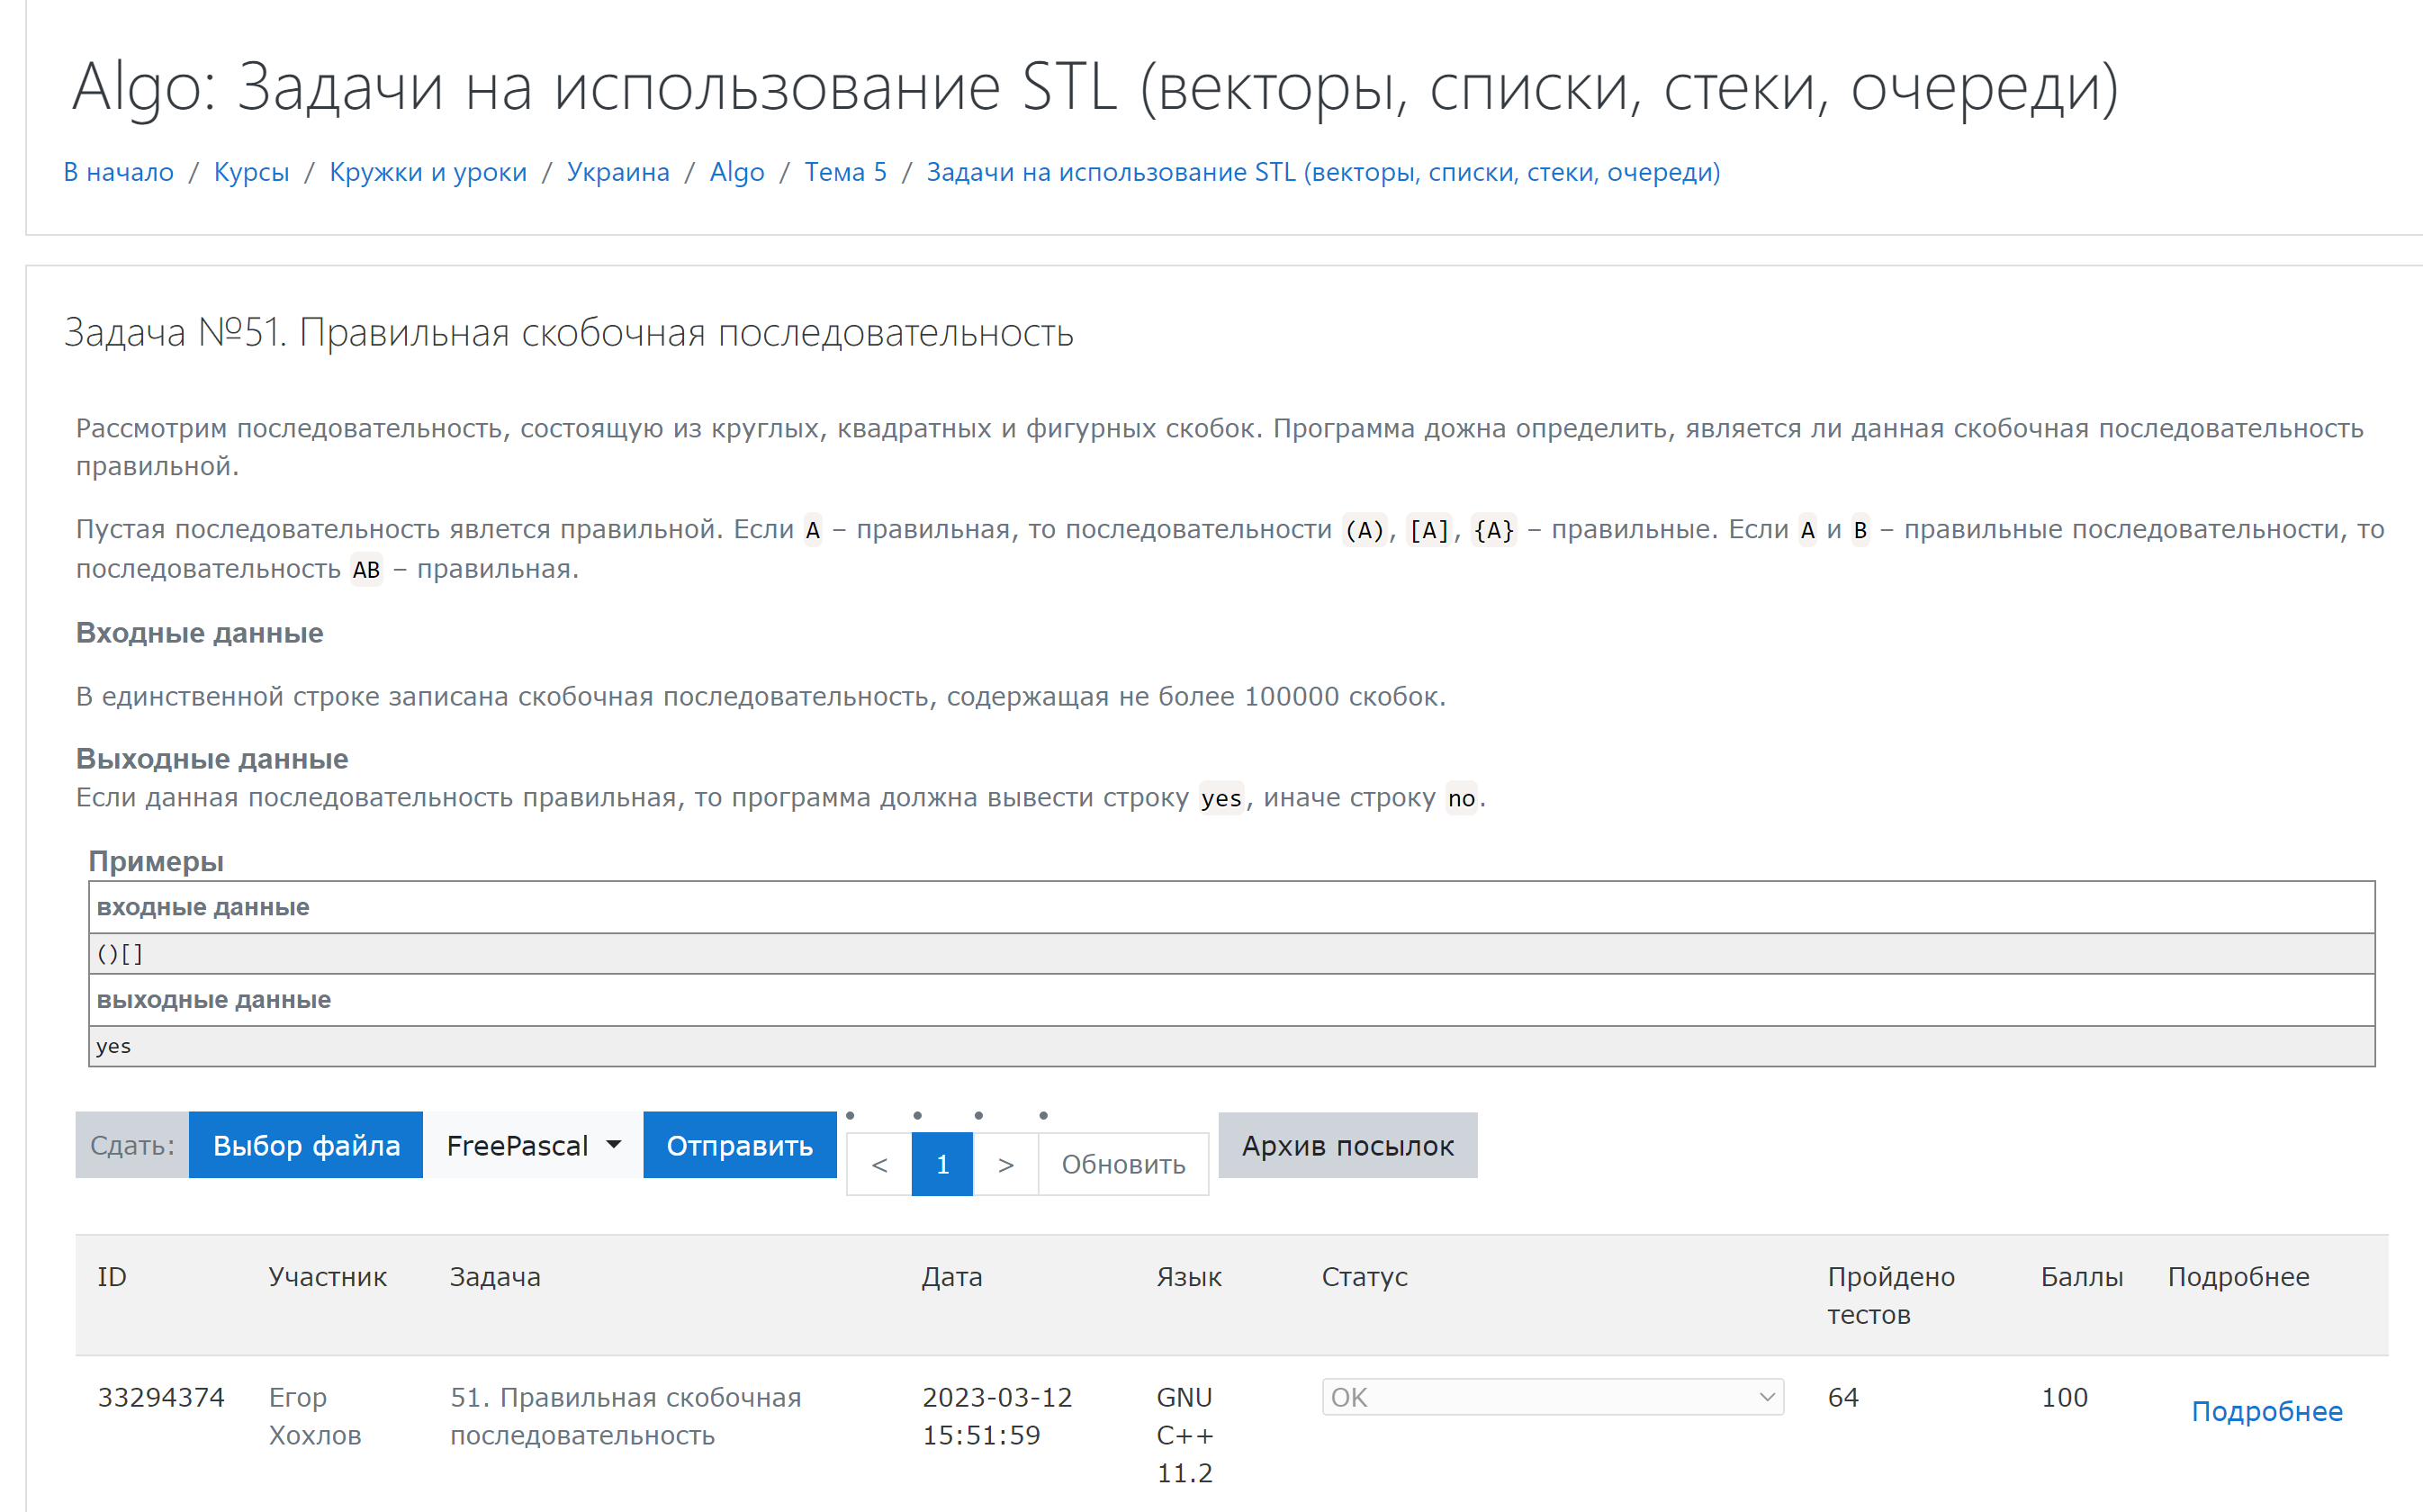 Algo: Задачи на использование STL (векторы, списки, стеки, очереди)
В начало / Курсы / Кружки и уроки / Украина / Algo / Тема 5 / Задачи на использование STL (векторы, списки, стеки, очереди)
Задача №51. Правильная скобочная последовательность
Рассмотрим последовательность, состоящую из круглых, квадратных и фигурных скобок. Программа дожна определить, является ли данная скобочная последовательность
правильной.
Пустая последовательность явлется правильной. Если A – правильная, то последовательности (A), [A], {A} – правильные. Если A и B – правильные последовательности, то
последовательность AB – правильная.
Входные данные
В единственной строке записана скобочная последовательность, содержащая не более 100000 скобок.
Выходные данные
Если данная последовательность правильная, то программа должна вывести строку yes, иначе строку no.
Примеры
входные данные
()[]
выходные данные
yes
Сдать: Выбор файла FreePascal Отправить < 1 > Обновить Архив посылок
ID Участник Задача Дата Язык Статус Пройдено тестов Баллы Подробнее
33294374 Егор Хохлов 51. Правильная скобочная последовательность 2023-03-12 15:51:59 GNU C++ 11.2 OK 64 100 Подробнее